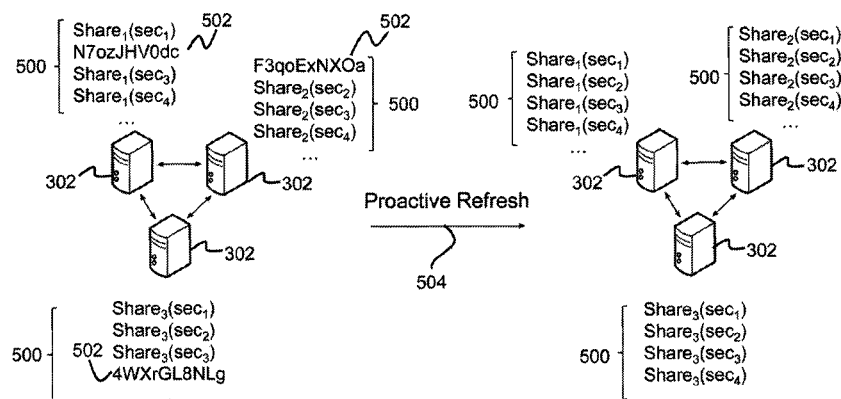 Share₁(sec₁)
N7ozJHV0dc
Share₁(sec₃)
Share₁(sec₄)
...
500
502
F3qoExNXOa
Share₂(sec₂)
Share₂(sec₃)
Share₂(sec₄)
...
500
502
302
302
302
Share₃(sec₁)
Share₃(sec₂)
Share₃(sec₃)
4WXrGL8NLg
500
502
Proactive Refresh
504
Share₁(sec₁)
Share₁(sec₂)
Share₁(sec₃)
Share₁(sec₄)
...
500
Share₂(sec₁)
Share₂(sec₂)
Share₂(sec₃)
Share₂(sec₄)
...
500
302
302
302
Share₃(sec₁)
Share₃(sec₂)
Share₃(sec₃)
Share₃(sec₄)
500